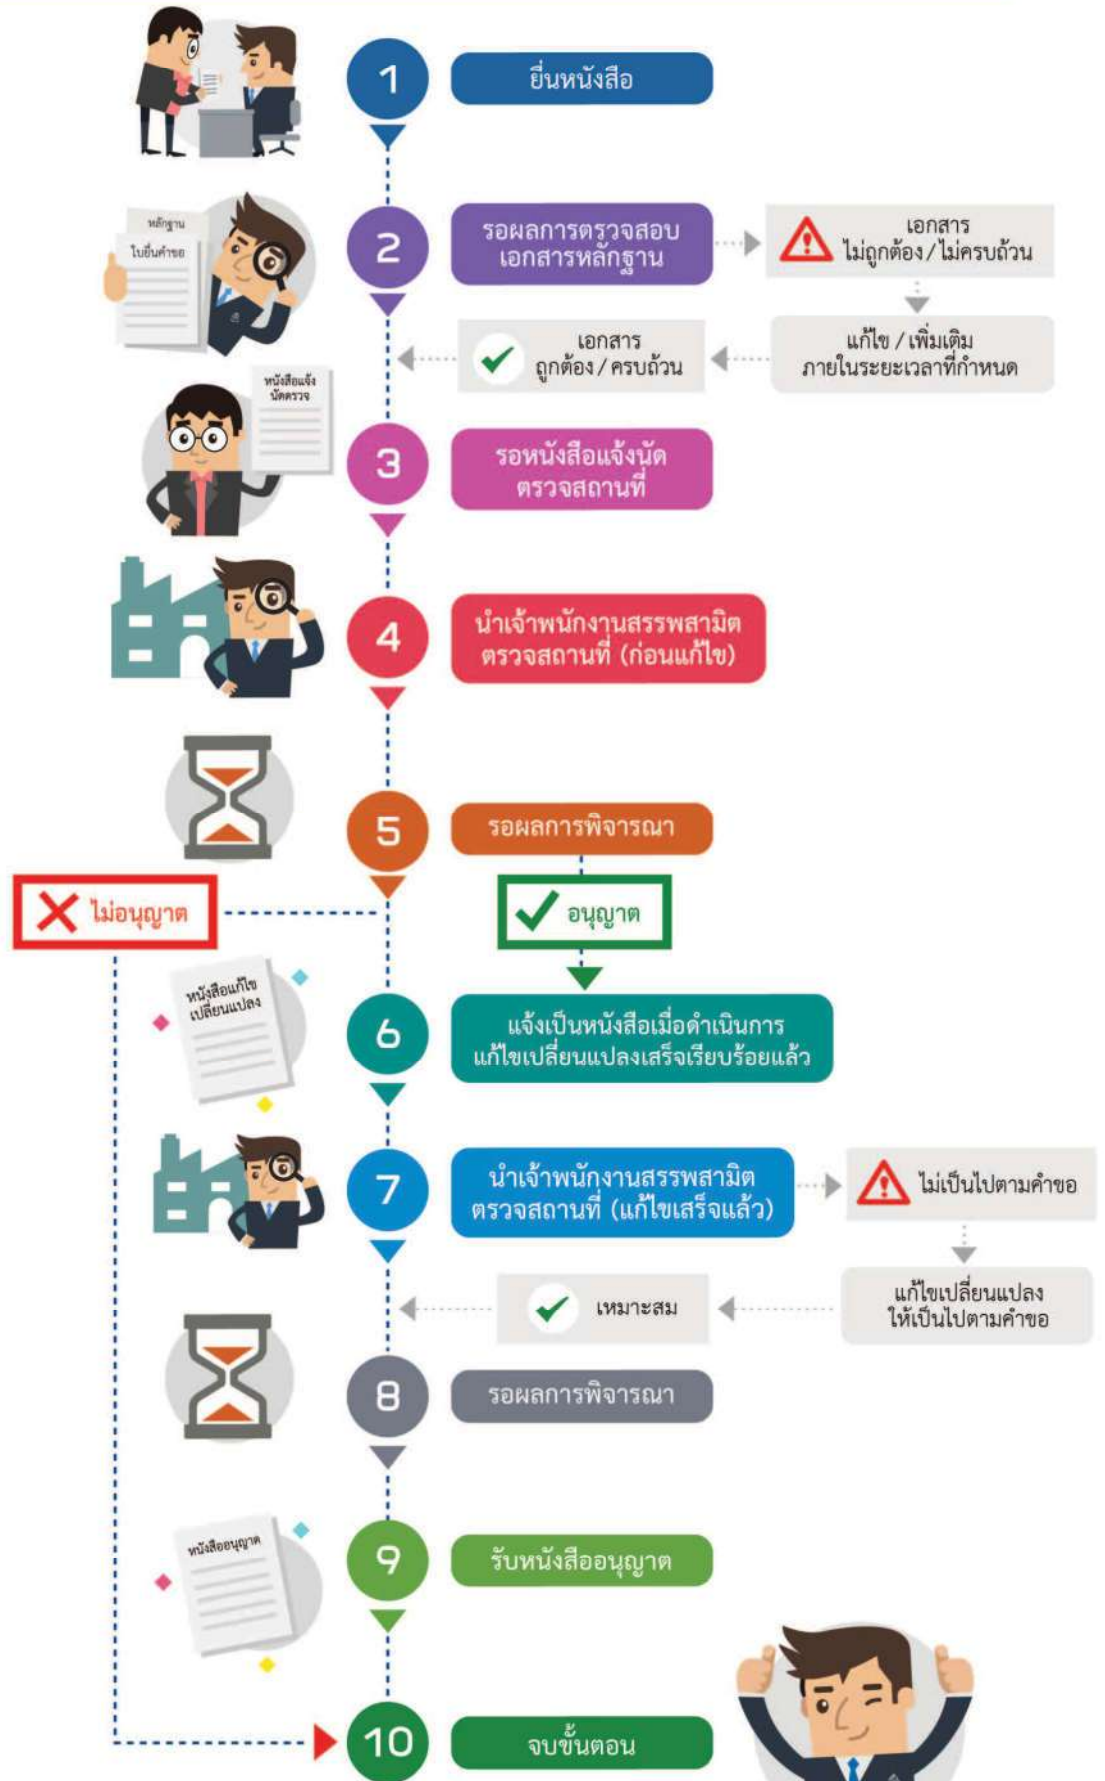 1
ยื่นหนังสือ
หลักฐาน
ใบยื่นคำขอ
2
รอผลการตรวจสอบ
เอกสารหลักฐาน
เอกสาร
ไม่ถูกต้อง / ไม่ครบถ้วน
แก้ไข / เพิ่มเติม
ภายในระยะเวลาที่กำหนด
เอกสาร
ถูกต้อง / ครบถ้วน
หนังสือแจ้ง
นัดตรวจ
3
รอหนังสือแจ้งนัด
ตรวจสถานที่
4
นำเจ้าพนักงานสรรพสามิต
ตรวจสถานที่ (ก่อนแก้ไข)
5
รอผลการพิจารณา
ไม่อนุญาต
อนุญาต
หนังสือแก้ไข
เปลี่ยนแปลง
6
แจ้งเป็นหนังสือเมื่อดำเนินการ
แก้ไขเปลี่ยนแปลงเสร็จเรียบร้อยแล้ว
7
นำเจ้าพนักงานสรรพสามิต
ตรวจสถานที่ (แก้ไขเสร็จแล้ว)
ไม่เป็นไปตามคำขอ
แก้ไขเปลี่ยนแปลง
ให้เป็นไปตามคำขอ
เหมาะสม
8
รอผลการพิจารณา
หนังสืออนุญาต
9
รับหนังสืออนุญาต
10
จบขั้นตอน